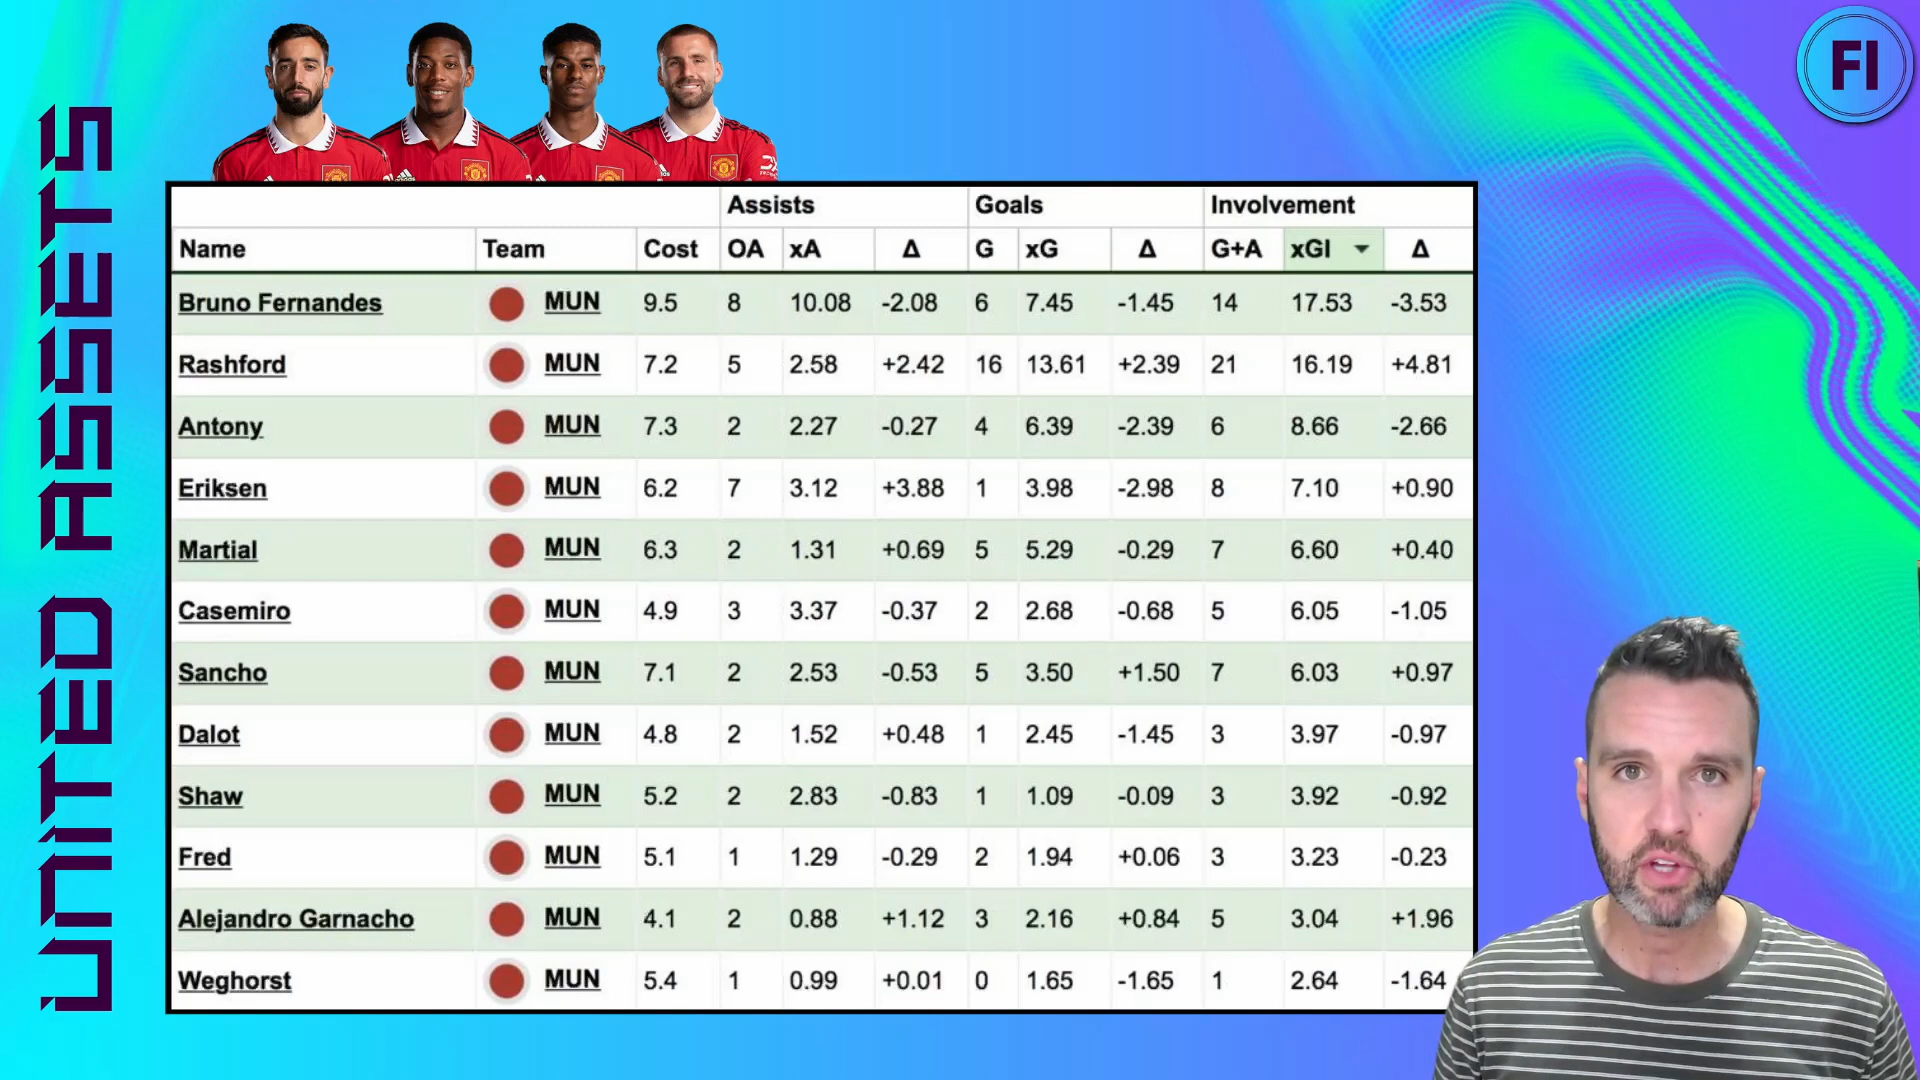 FI
UNITED ASSETS
Assists Goals Involvement
Name Team Cost OA xA Δ G xG Δ G+A xGI Δ
Bruno Fernandes MUN 9.5 8 10.08 -2.08 6 7.45 -1.45 14 17.53 -3.53
Rashford MUN 7.2 5 2.58 +2.42 16 13.61 +2.39 21 16.19 +4.81
Antony MUN 7.3 2 2.27 -0.27 4 6.39 -2.39 6 8.66 -2.66
Eriksen MUN 6.2 7 3.12 +3.88 1 3.98 -2.98 8 7.10 +0.90
Martial MUN 6.3 2 1.31 +0.69 5 5.29 -0.29 7 6.60 +0.40
Casemiro MUN 4.9 3 3.37 -0.37 2 2.68 -0.68 5 6.05 -1.05
Sancho MUN 7.1 2 2.53 -0.53 5 3.50 +1.50 7 6.03 +0.97
Dalot MUN 4.8 2 1.52 +0.48 1 2.45 -1.45 3 3.97 -0.97
Shaw MUN 5.2 2 2.83 -0.83 1 1.09 -0.09 3 3.92 -0.92
Fred MUN 5.1 1 1.29 -0.29 2 1.94 +0.06 3 3.23 -0.23
Alejandro Garnacho MUN 4.1 2 0.88 +1.12 3 2.16 +0.84 5 3.04 +1.96
Weghorst MUN 5.4 1 0.99 +0.01 0 1.65 -1.65 1 2.64 -1.64